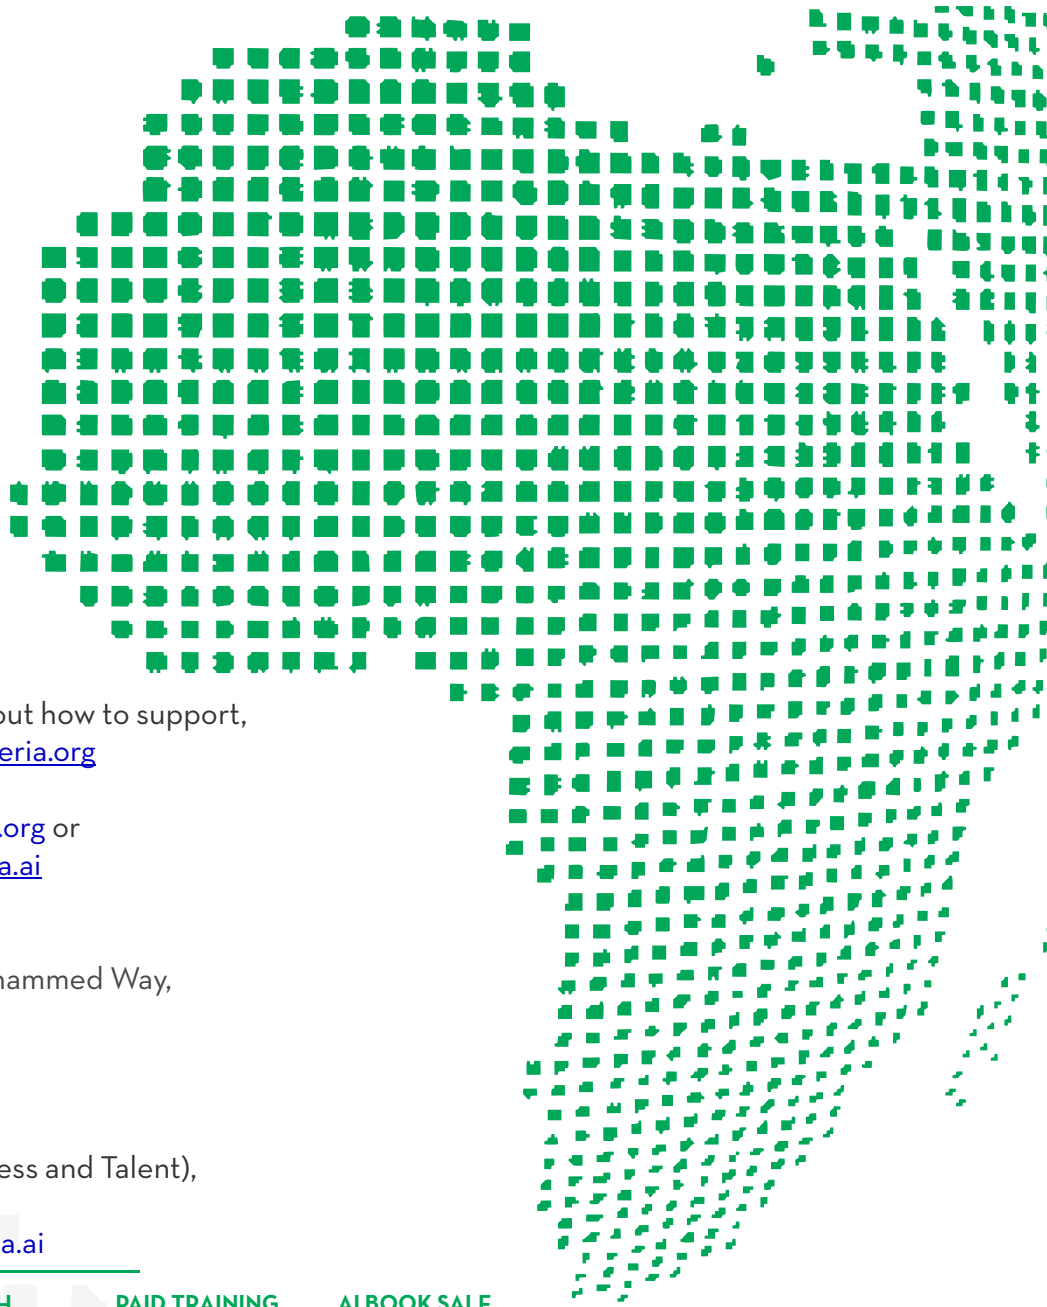 out how to support,
eria.org
.org or
a.ai
ammed Way,
ess and Talent),
a.ai
H PAID TRAINING AI BOOK SALE